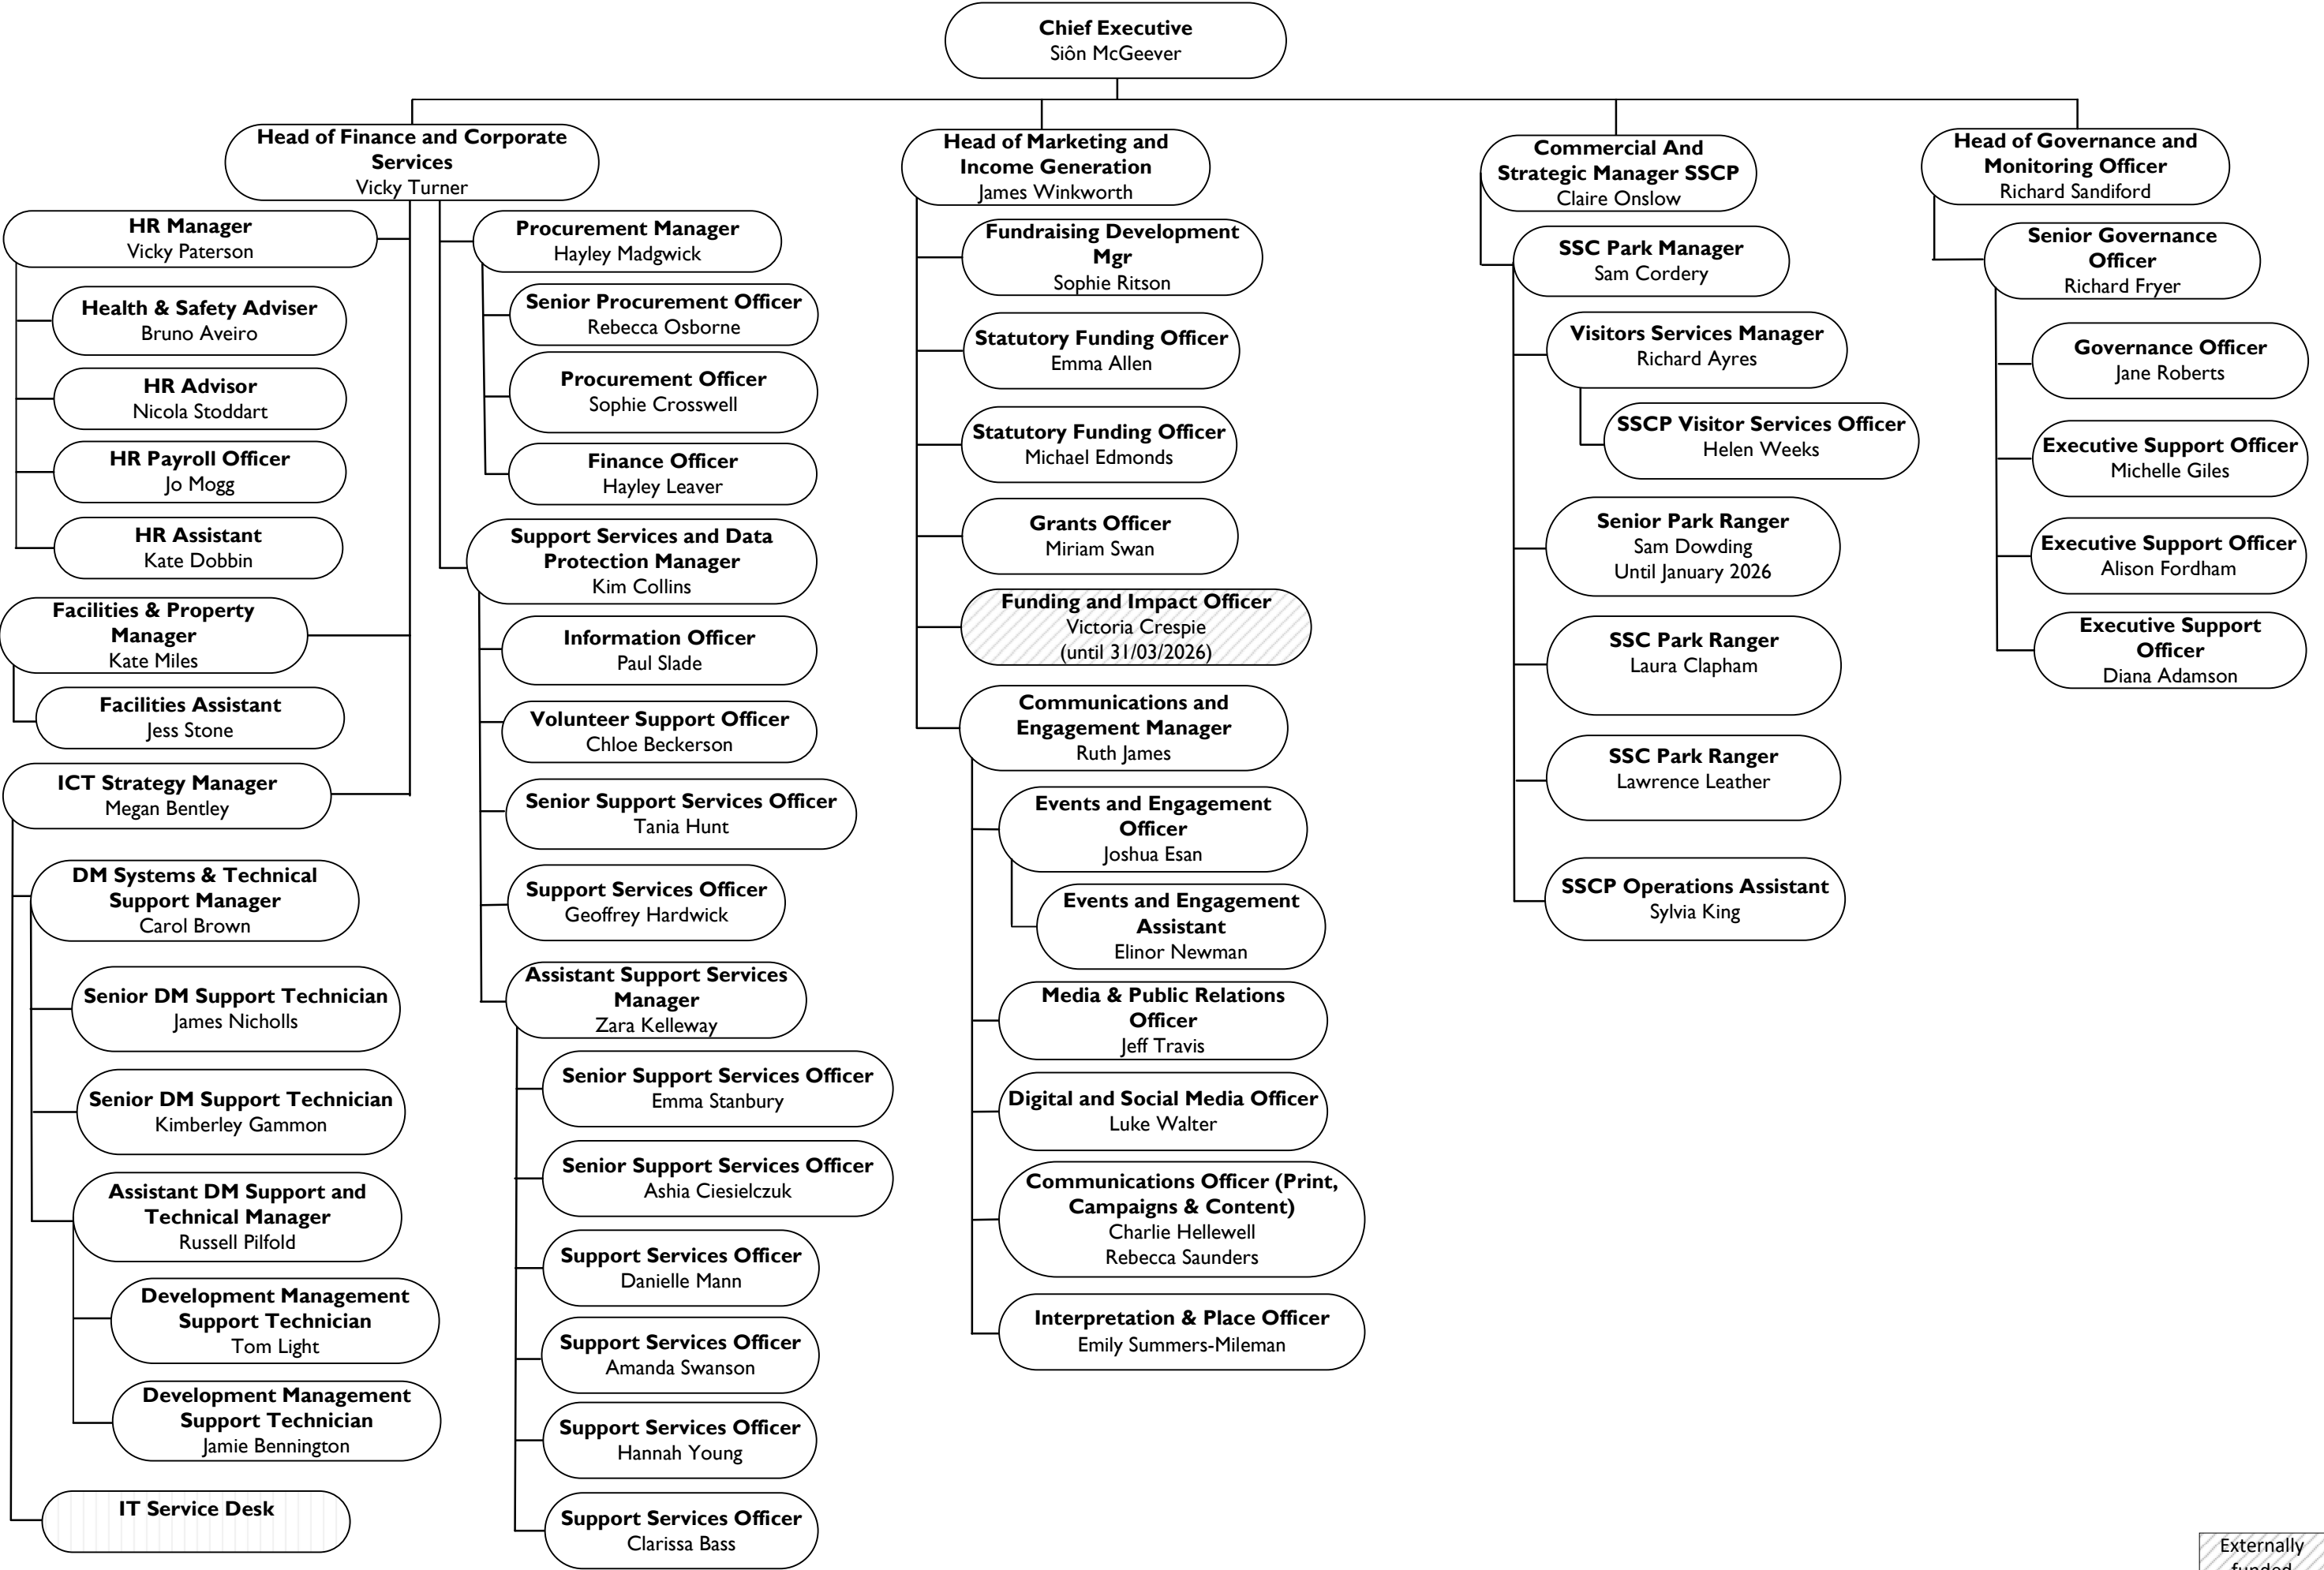 Chief Executive
Siôn McGeever
Head of Finance and Corporate
Services
Vicky Turner
HR Manager
Vicky Paterson
Health & Safety Adviser
Bruno Aveiro
HR Advisor
Nicola Stoddart
HR Payroll Officer
Jo Mogg
HR Assistant
Kate Dobbin
Facilities & Property
Manager
Kate Miles
Facilities Assistant
Jess Stone
ICT Strategy Manager
Megan Bentley
DM Systems & Technical
Support Manager
Carol Brown
Senior DM Support Technician
James Nicholls
Senior DM Support Technician
Kimberley Gammon
Assistant DM Support and
Technical Manager
Russell Pilfold
Development Management
Support Technician
Tom Light
Development Management
Support Technician
Jamie Bennington
IT Service Desk
Procurement Manager
Hayley Madgwick
Senior Procurement Officer
Rebecca Osborne
Procurement Officer
Sophie Crosswell
Finance Officer
Hayley Leaver
Support Services and Data
Protection Manager
Kim Collins
Information Officer
Paul Slade
Volunteer Support Officer
Chloe Beckerson
Senior Support Services Officer
Tania Hunt
Support Services Officer
Geoffrey Hardwick
Assistant Support Services
Manager
Zara Kelleway
Senior Support Services Officer
Emma Stanbury
Senior Support Services Officer
Ashia Ciesielczuk
Support Services Officer
Danielle Mann
Support Services Officer
Amanda Swanson
Support Services Officer
Hannah Young
Support Services Officer
Clarissa Bass
Head of Marketing and
Income Generation
James Winkworth
Fundraising Development
Mgr
Sophie Ritson
Statutory Funding Officer
Emma Allen
Statutory Funding Officer
Michael Edmonds
Grants Officer
Miriam Swan
Funding and Impact Officer
Victoria Crespie
(until 31/03/2026)
Communications and
Engagement Manager
Ruth James
Events and Engagement
Officer
Joshua Esan
Events and Engagement
Assistant
Elinor Newman
Media & Public Relations
Officer
Jeff Travis
Digital and Social Media Officer
Luke Walter
Communications Officer (Print,
Campaigns & Content)
Charlie Hellewell
Rebecca Saunders
Interpretation & Place Officer
Emily Summers-Mileman
Commercial And
Strategic Manager SSCP
Claire Onslow
SSC Park Manager
Sam Cordery
Visitors Services Manager
Richard Ayres
SSCP Visitor Services Officer
Helen Weeks
Senior Park Ranger
Sam Dowding
Until January 2026
SSC Park Ranger
Laura Clapham
SSC Park Ranger
Lawrence Leather
SSCP Operations Assistant
Sylvia King
Head of Governance and
Monitoring Officer
Richard Sandiford
Senior Governance
Officer
Richard Fryer
Governance Officer
Jane Roberts
Executive Support Officer
Michelle Giles
Executive Support Officer
Alison Fordham
Executive Support
Officer
Diana Adamson
Externally
funded